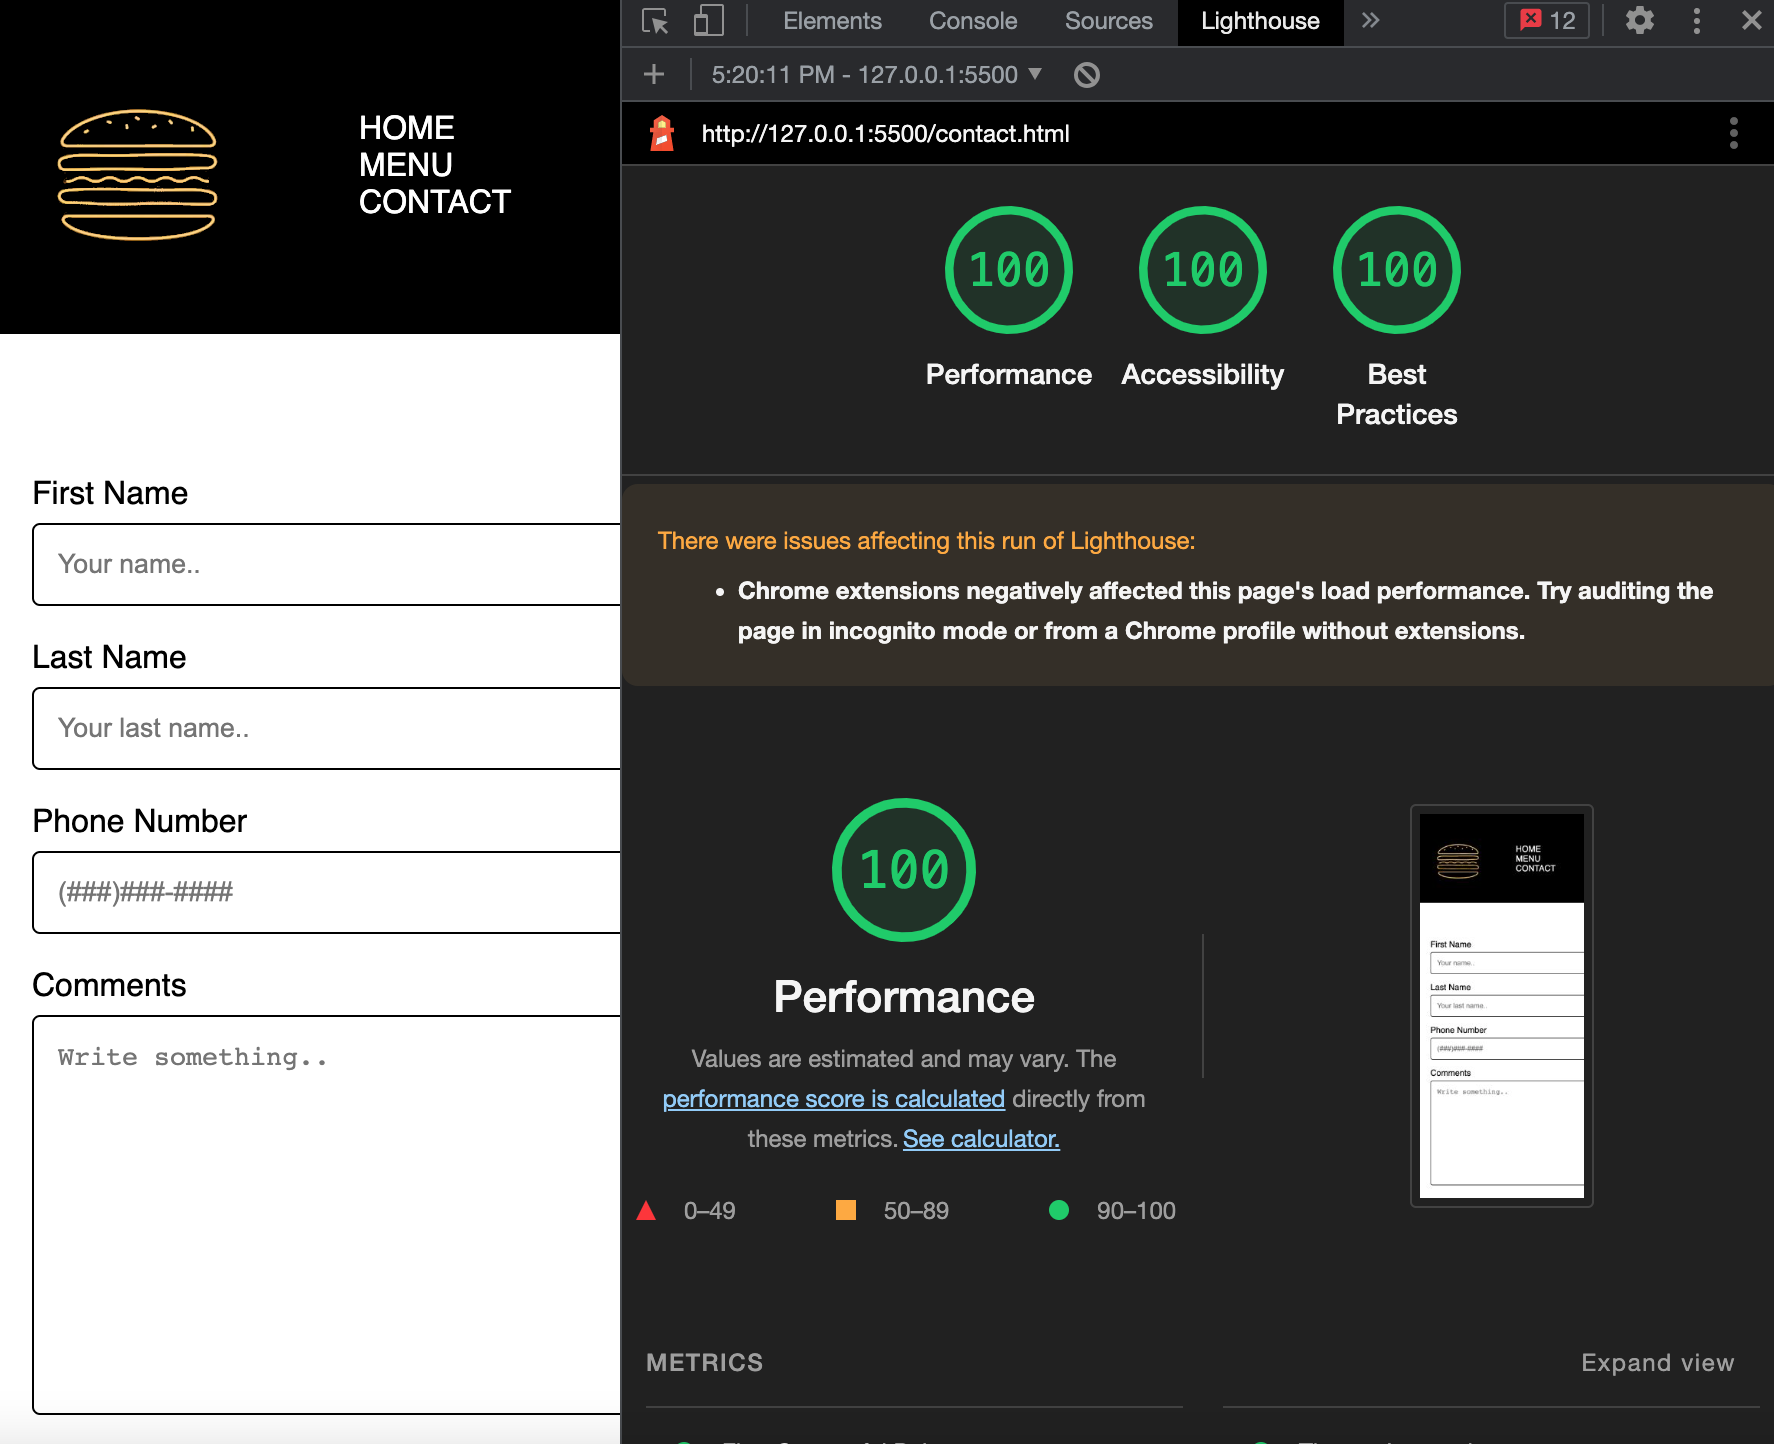 HOME
MENU
CONTACT
First Name
Your name..
Last Name
Your last name..
Phone Number
(###)###-####
Comments
Write something..
Elements Console Sources Lighthouse 12
5:20:11 PM - 127.0.0.1:5500
http://127.0.0.1:5500/contact.html
100 100 100
Performance Accessibility Best
Practices
There were issues affecting this run of Lighthouse:
• Chrome extensions negatively affected this page's load performance. Try auditing the
page in incognito mode or from a Chrome profile without extensions.
100
Performance
Values are estimated and may vary. The
performance score is calculated directly from
these metrics. See calculator.
0–49 50–89 90–100
HOME
MENU
CONTACT
First Name
Your name..
Last Name
Your last name..
Phone Number
(###)###-####
Comments
Write something..
METRICS Expand view